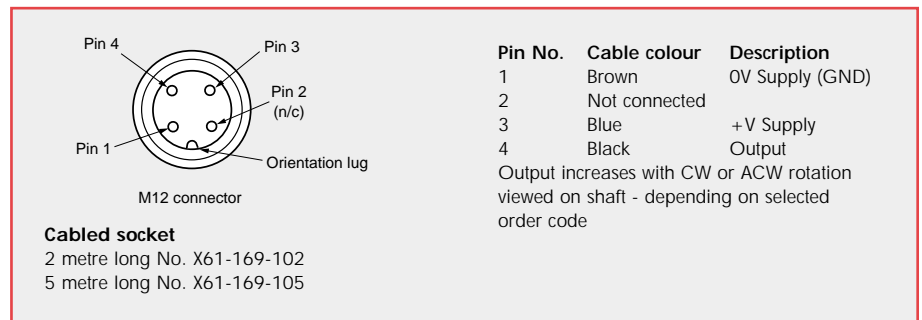 Pin 4
Pin 3
Pin 2
(n/c)
Pin 1
Orientation lug
M12 connector
Cabled socket
2 metre long No. X61-169-102
5 metre long No. X61-169-105
Pin No. Cable colour Description
1 Brown 0V Supply (GND)
2 Not connected
3 Blue +V Supply
4 Black Output
Output increases with CW or ACW rotation
viewed on shaft - depending on selected
order code